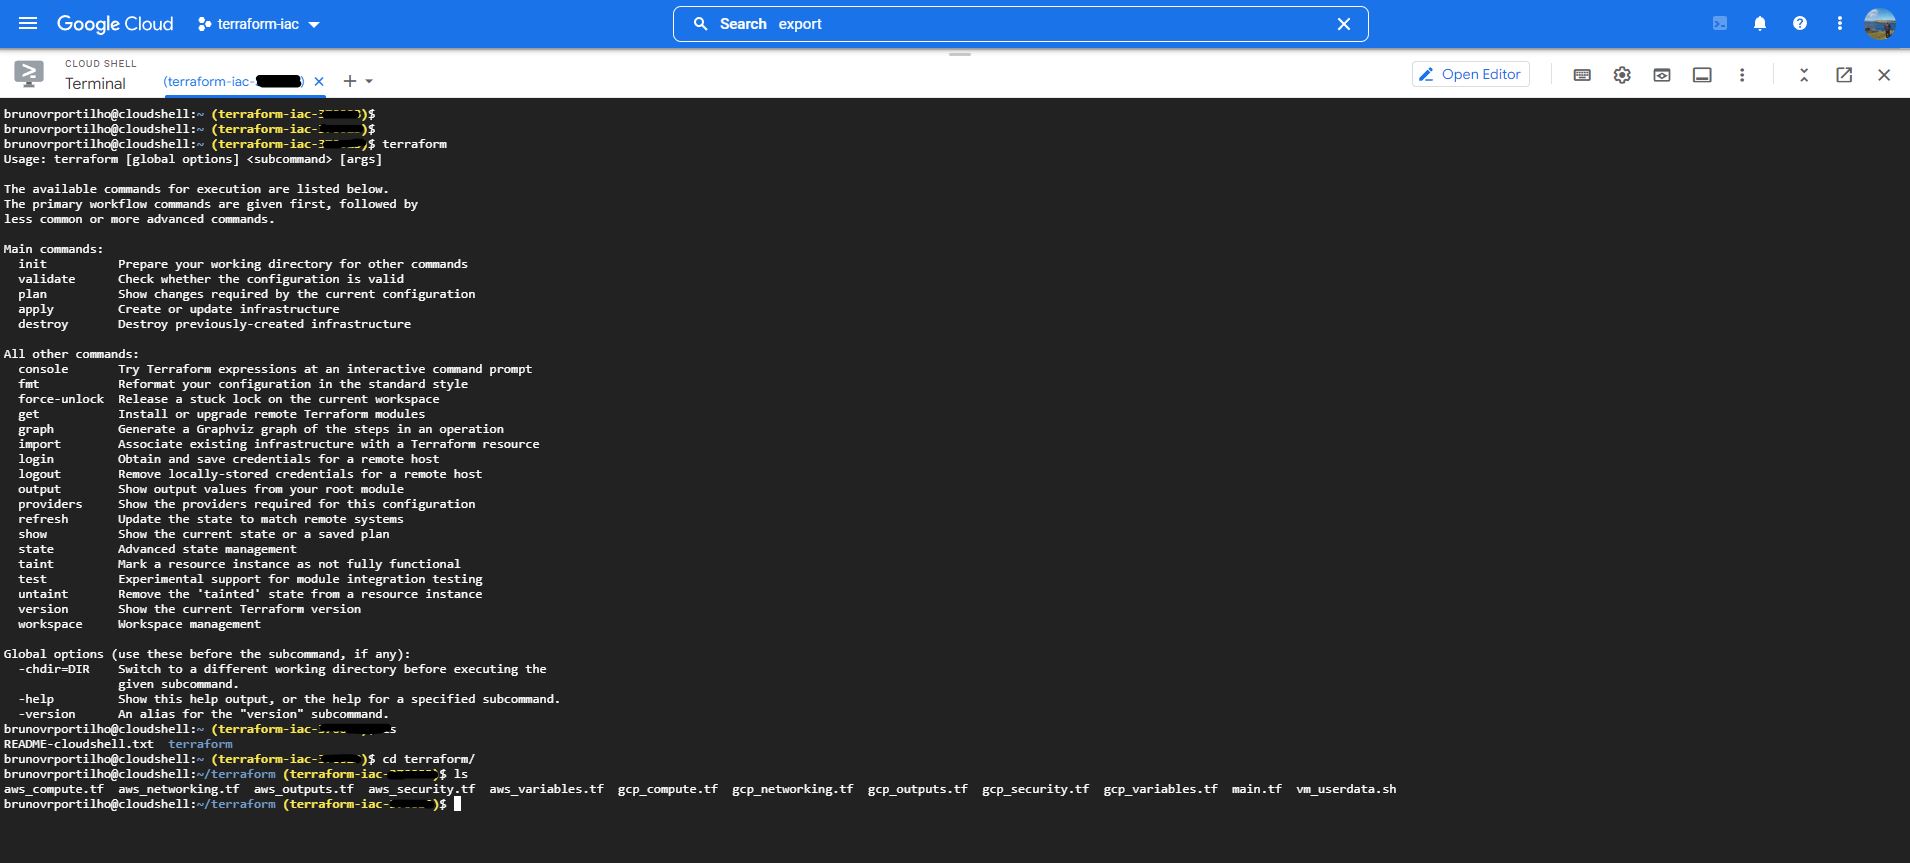 Google Cloud terraform-iac Search export
CLOUD SHELL
Terminal (terraform-iac- ) Open Editor
brunovrportilho@cloudshell:~ (terraform-iac- )$
brunovrportilho@cloudshell:~ (terraform-iac- )$
brunovrportilho@cloudshell:~ (terraform-iac- )$ terraform
Usage: terraform [global options] <subcommand> [args]
The available commands for execution are listed below.
The primary workflow commands are given first, followed by
less common or more advanced commands.
Main commands:
init Prepare your working directory for other commands
validate Check whether the configuration is valid
plan Show changes required by the current configuration
apply Create or update infrastructure
destroy Destroy previously-created infrastructure
All other commands:
console Try Terraform expressions at an interactive command prompt
fmt Reformat your configuration in the standard style
force-unlock Release a stuck lock on the current workspace
get Install or upgrade remote Terraform modules
graph Generate a Graphviz graph of the steps in an operation
import Associate existing infrastructure with a Terraform resource
login Obtain and save credentials for a remote host
logout Remove locally-stored credentials for a remote host
output Show output values from your root module
providers Show the providers required for this configuration
refresh Update the state to match remote systems
show Show the current state or a saved plan
state Advanced state management
taint Mark a resource instance as not fully functional
test Experimental support for module integration testing
untaint Remove the 'tainted' state from a resource instance
version Show the current Terraform version
workspace Workspace management
Global options (use these before the subcommand, if any):
-chdir=DIR Switch to a different working directory before executing the
given subcommand.
-help Show this help output, or the help for a specified subcommand.
-version An alias for the "version" subcommand.
brunovrportilho@cloudshell:~ (terraform-iac-
README-cloudshell.txt terraform
brunovrportilho@cloudshell:~ (terraform-iac- )$ cd terraform/
brunovrportilho@cloudshell:~/terraform (terraform-iac- )$ ls
aws_compute.tf aws_networking.tf aws_outputs.tf aws_security.tf aws_variables.tf gcp_compute.tf gcp_networking.tf gcp_outputs.tf gcp_security.tf gcp_variables.tf main.tf vm_userdata.sh
brunovrportilho@cloudshell:~/terraform (terraform-iac- )$